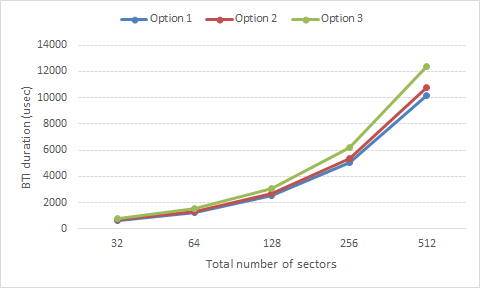 Option 1 Option 2 Option 3
14000
12000
10000
8000
6000
4000
2000
0
BTI duration (usec)
32 64 128 256 512
Total number of sectors